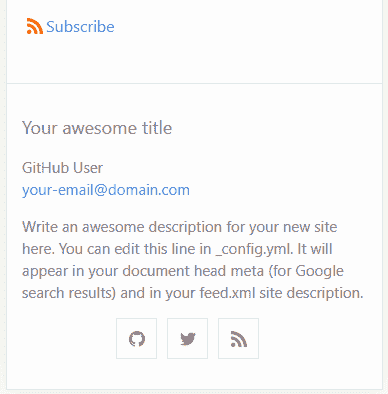 Subscribe
Your awesome title
GitHub User
your-email@domain.com
Write an awesome description for your new site
here. You can edit this line in _config.yml. It will
appear in your document head meta (for Google
search results) and in your feed.xml site description.